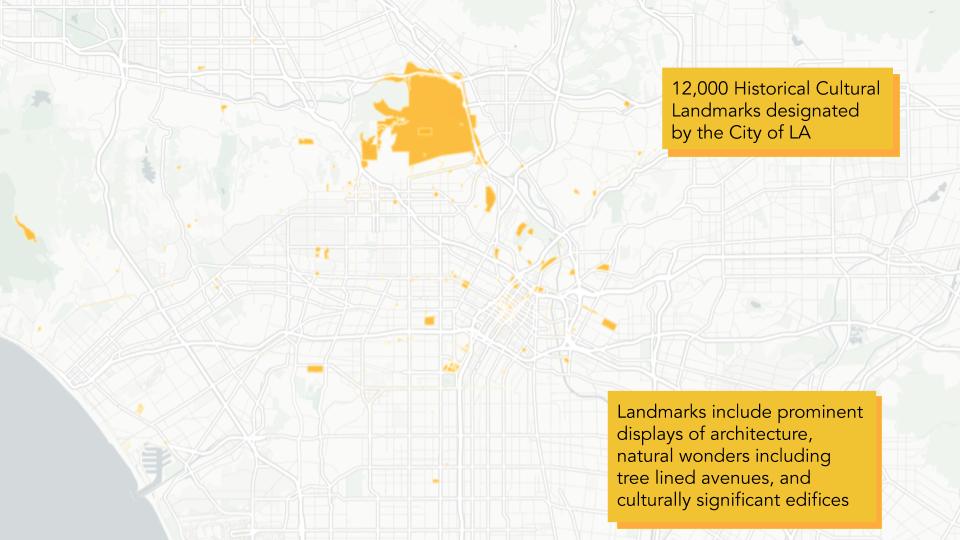 12,000 Historical Cultural
Landmarks designated
by the City of LA
Landmarks include prominent
displays of architecture,
natural wonders including
tree lined avenues, and
culturally significant edifices